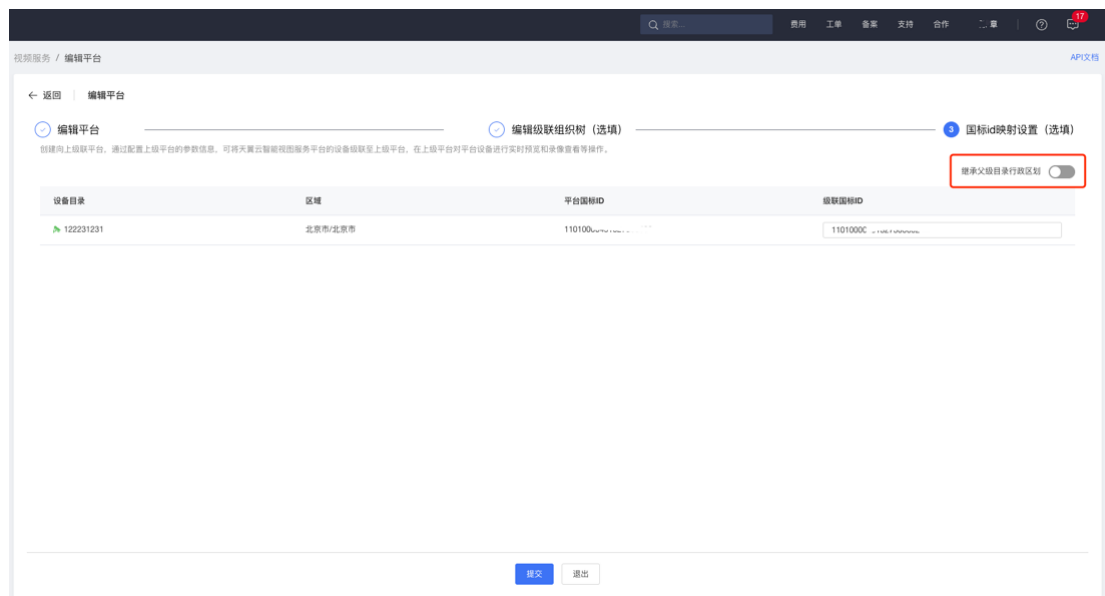 搜索... 费用 工单 备案 支持 合作 章 17
视频服务 / 编辑平台 API文档
← 返回 编辑平台
编辑平台 编辑级联组织树（选填） 3 国标id映射设置（选填）
创建向上级联平台，通过配置上级平台的参数信息，可将天翼云智能视图服务平台的设备级联至上级平台，在上级平台对平台设备进行实时预览和录像查看等操作。
继承父级目录行政区划
设备目录 区域 平台国标ID 级联国标ID
122231231 北京市/北京市
提交 退出